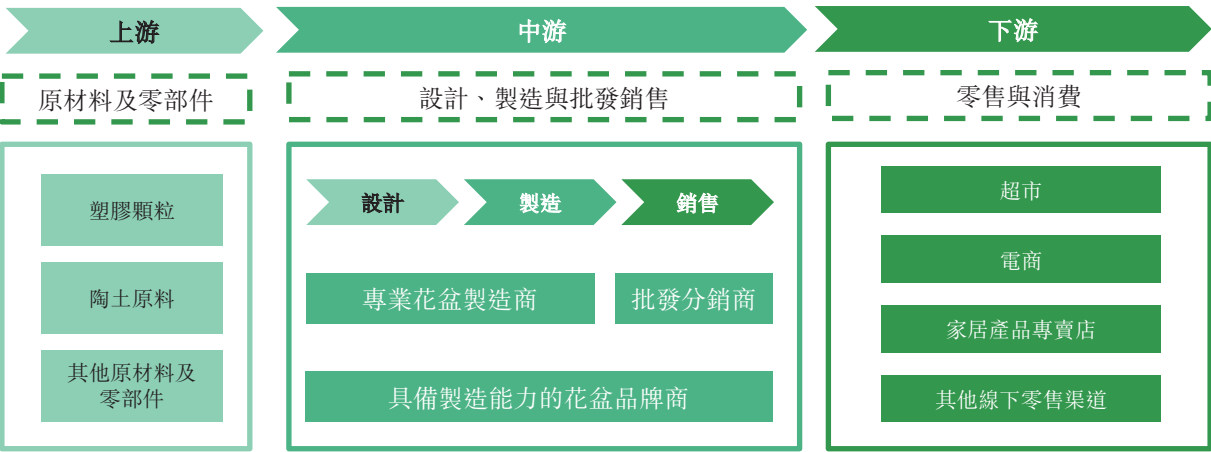 上游
中游
下游
原材料及零部件
設計、製造與批發銷售
零售與消費
塑膠顆粒
陶土原料
其他原材料及
零部件
設計
製造
銷售
專業花盆製造商
批發分銷商
具備製造能力的花盆品牌商
超市
電商
家居產品專賣店
其他線下零售渠道